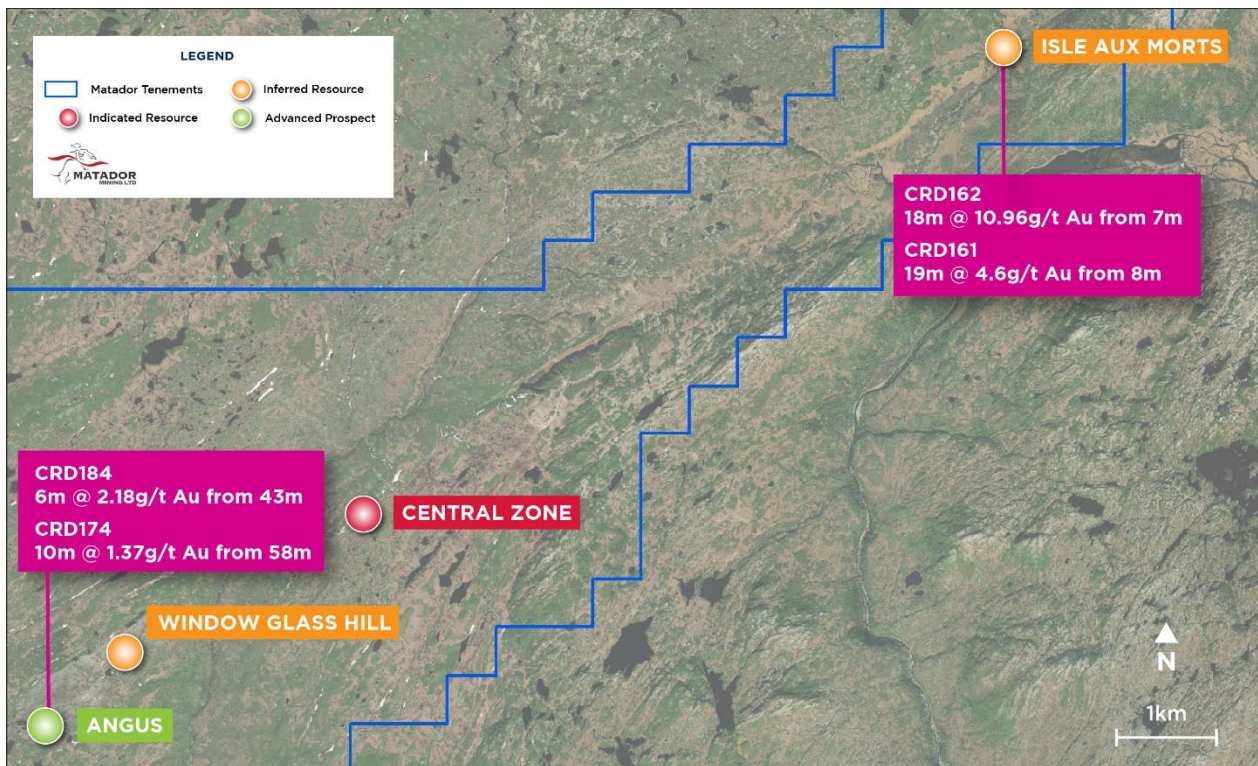 LEGEND
Matador Tenements
Inferred Resource
Indicated Resource
Advanced Prospect
MATADOR
MINING LTD
ISLE AUX MORTS
CRD162
18m @ 10.96g/t Au from 7m
CRD161
19m @ 4.6g/t Au from 8m
CRD184
6m @ 2.18g/t Au from 43m
CRD174
10m @ 1.37g/t Au from 58m
CENTRAL ZONE
WINDOW GLASS HILL
ANGUS
N
1km